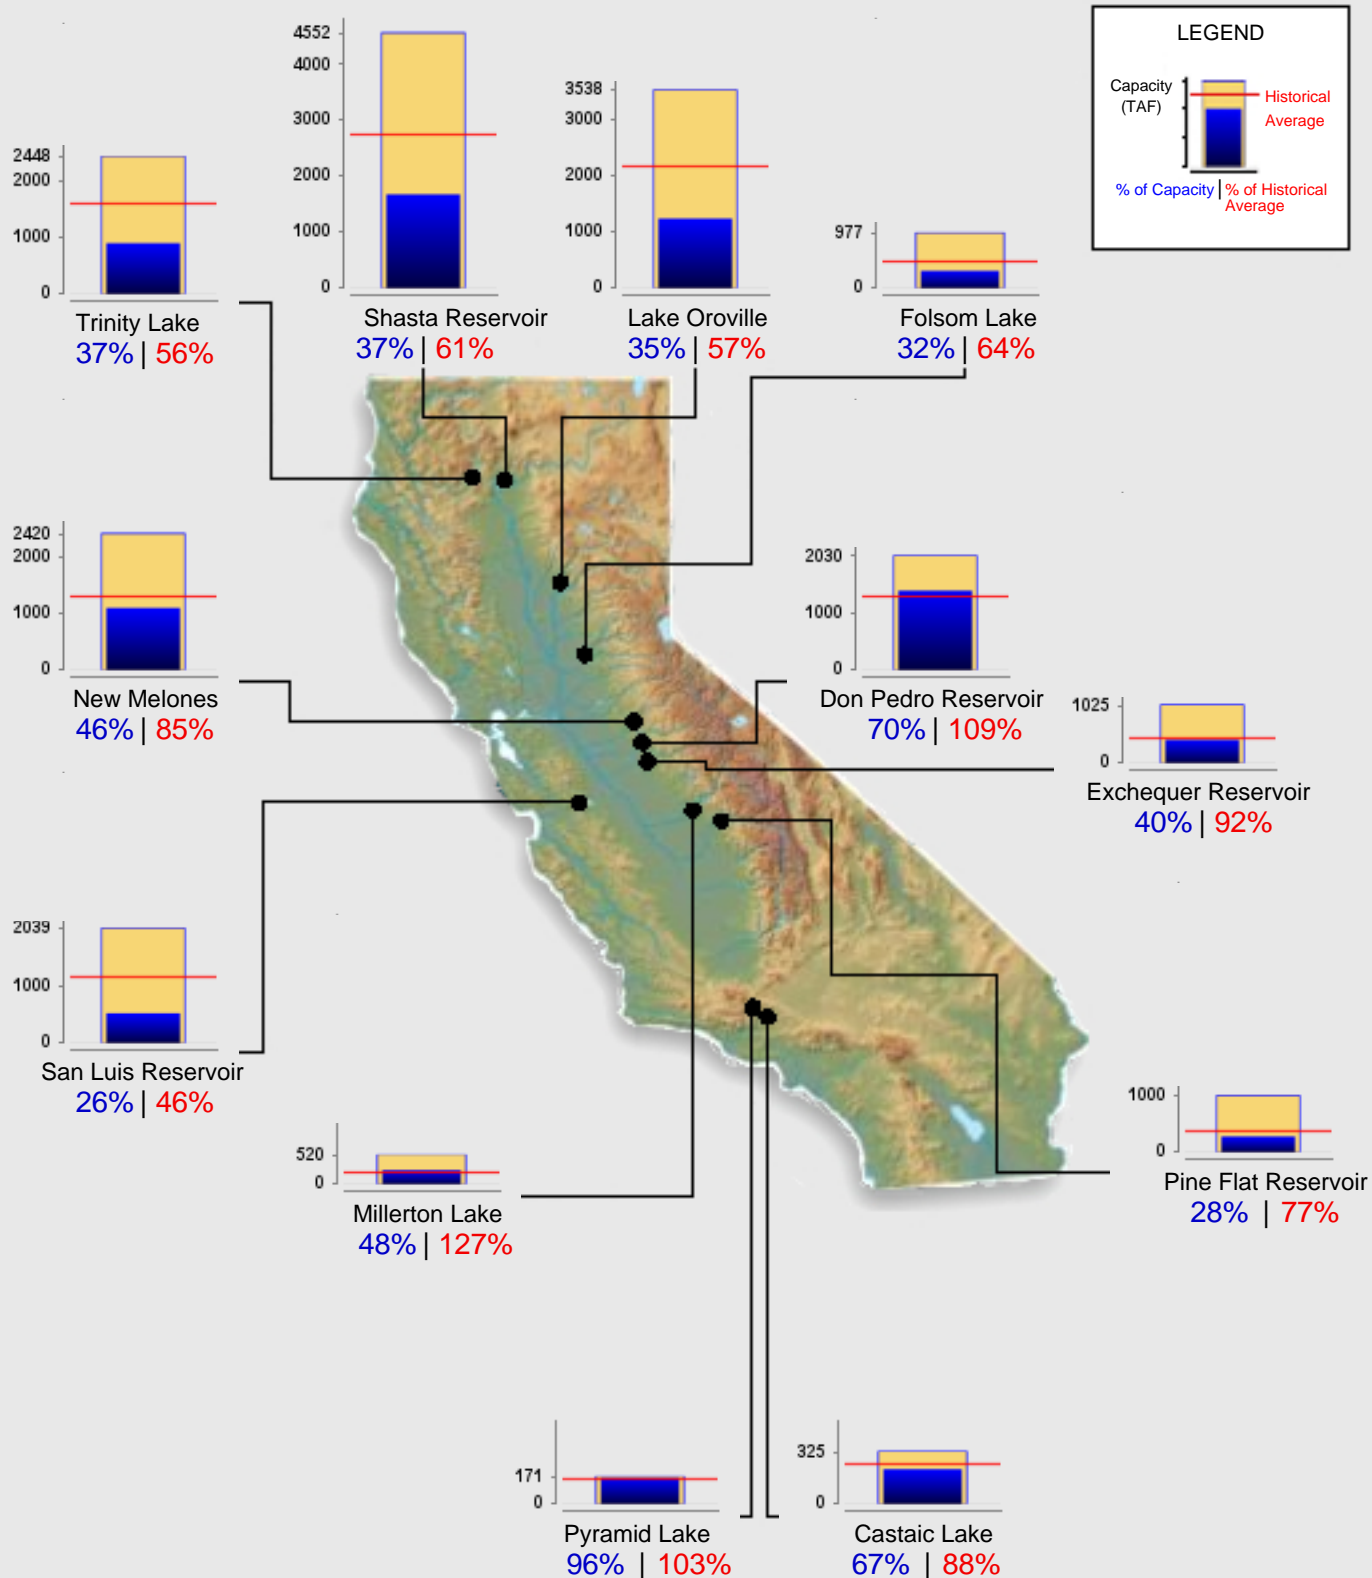 LEGEND
Capacity
(TAF)
Historical
Average
% of Capacity | % of Historical
Average
4552
4000
3000
2000
1000
0
Shasta Reservoir
37% | 61%
3538
3000
2000
1000
0
Lake Oroville
35% | 57%
2448
2000
1000
0
Trinity Lake
37% | 56%
977
0
Folsom Lake
32% | 64%
2420
2000
1000
0
New Melones
46% | 85%
2030
1000
0
Don Pedro Reservoir
70% | 109%
1025
0
Exchequer Reservoir
40% | 92%
2039
1000
0
San Luis Reservoir
26% | 46%
520
0
Millerton Lake
48% | 127%
1000
0
Pine Flat Reservoir
28% | 77%
171
0
Pyramid Lake
96% | 103%
325
0
Castaic Lake
67% | 88%